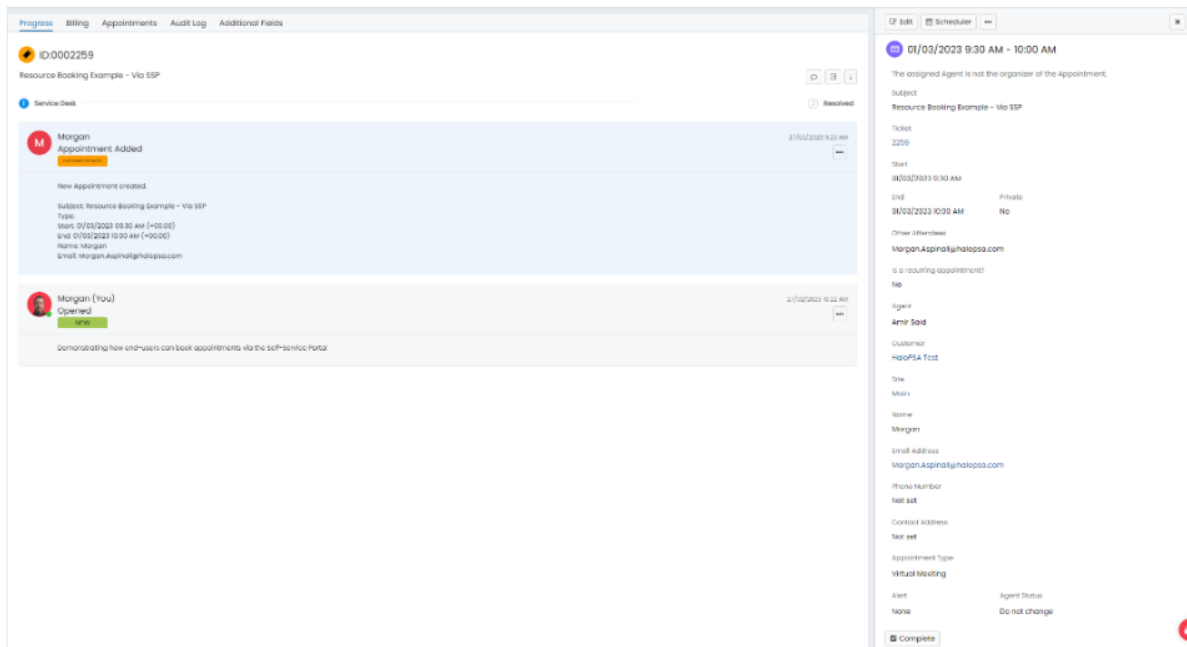 Progress Billing Appointments Audit Log Additional Fields
ID:0002259
Resource Booking Example - Via SSP
Service Desk
Resolved
M
Morgan
Appointment Added
27/02/2023 11:23 AM
New Appointment created.
Subject: Resource Booking Example - Via SSP
Type:
Start: 01/03/2023 09:30 AM (+00:00)
End: 01/03/2023 10:00 AM (+00:00)
Name: Morgan
Email: Morgan.Aspinall@halopsa.com
Morgan (You)
Opened
NEW
Demonstrating how end-users can book appointments via the Self-Service Portal
Edit Scheduler
01/03/2023 9:30 AM - 10:00 AM
The assigned Agent is not the organizer of the Appointment.
Subject
Resource Booking Example - Via SSP
Ticket
2259
Start
01/03/2023 9:30 AM
End Private
01/03/2023 10:00 AM No
Other Attendees
Morgan.Aspinall@halopsa.com
Is a recurring appointment?
No
Agent
Amir Said
Customer
HaloPSA Test
Site
Main
Name
Morgan
Email Address
Morgan.Aspinall@halopsa.com
Phone Number
Not set
Contact Address
Not set
Appointment Type
Virtual Meeting
Alert Agent Status
None Do not change
Complete